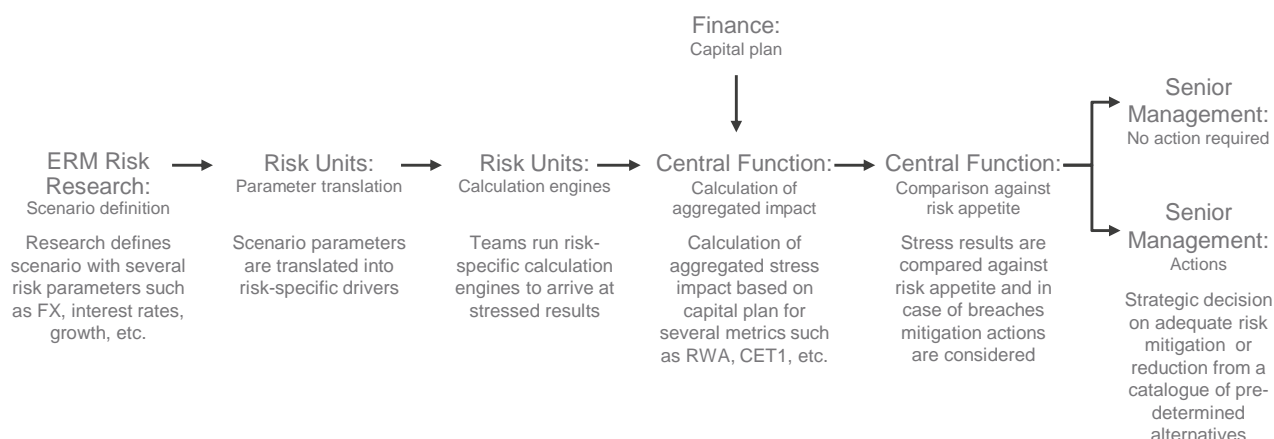 Finance:
Capital plan
Senior
Management:
No action required
ERM Risk
Research:
Scenario definition
Risk Units:
Parameter translation
Risk Units:
Calculation engines
Central Function:
Calculation of
aggregated impact
Central Function:
Comparison against
risk appetite
Senior
Management:
Actions
Research defines
scenario with several
risk parameters such
as FX, interest rates,
growth, etc.
Scenario parameters
are translated into
risk-specific drivers
Teams run risk-
specific calculation
engines to arrive at
stressed results
Calculation of
aggregated stress
impact based on
capital plan for
several metrics such
as RWA, CET1, etc.
Stress results are
compared against
risk appetite and in
case of breaches
mitigation actions
are considered
Strategic decision
on adequate risk
mitigation or
reduction from a
catalogue of pre-
determined
alternatives